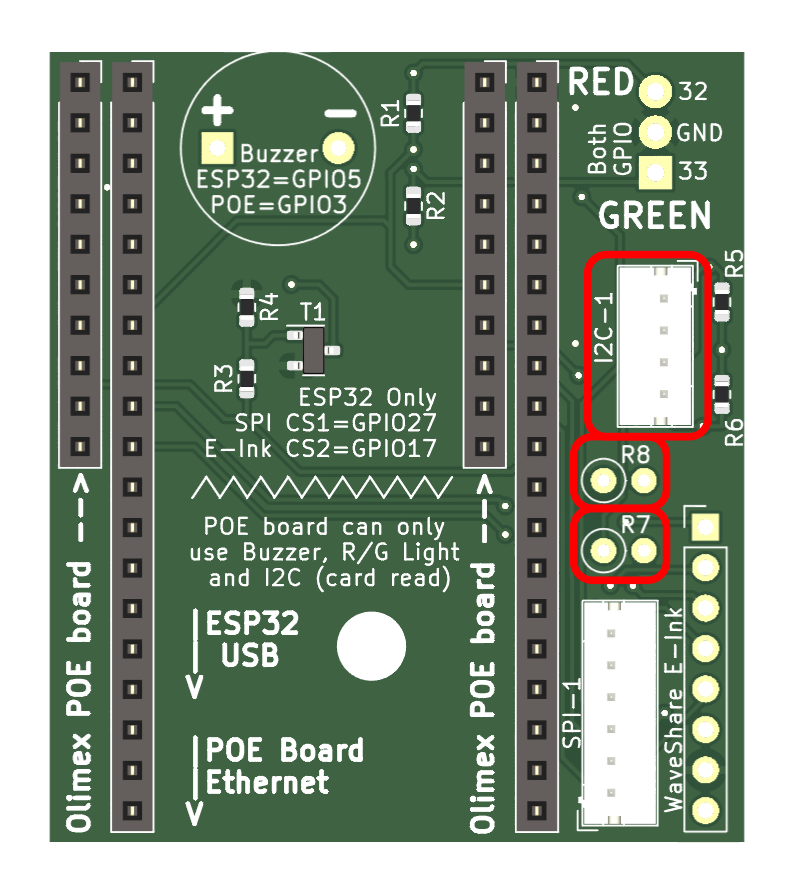 RED
32
Both
GPIO
GND
33
GREEN
+
-
Buzzer
ESP32=GPIO5
POE=GPIO3
R1
R2
R4
T1
R3
ESP32 Only
SPI CS1=GPIO27
E-Ink CS2=GPIO17
I2C-1
R5
R6
R8
R7
POE board can only
use Buzzer, R/G Light
and I2C (card read)
Olimex POE board -->
Olimex POE board -->
ESP32
USB
POE Board
Ethernet
SPI-1
WaveShare E-Ink